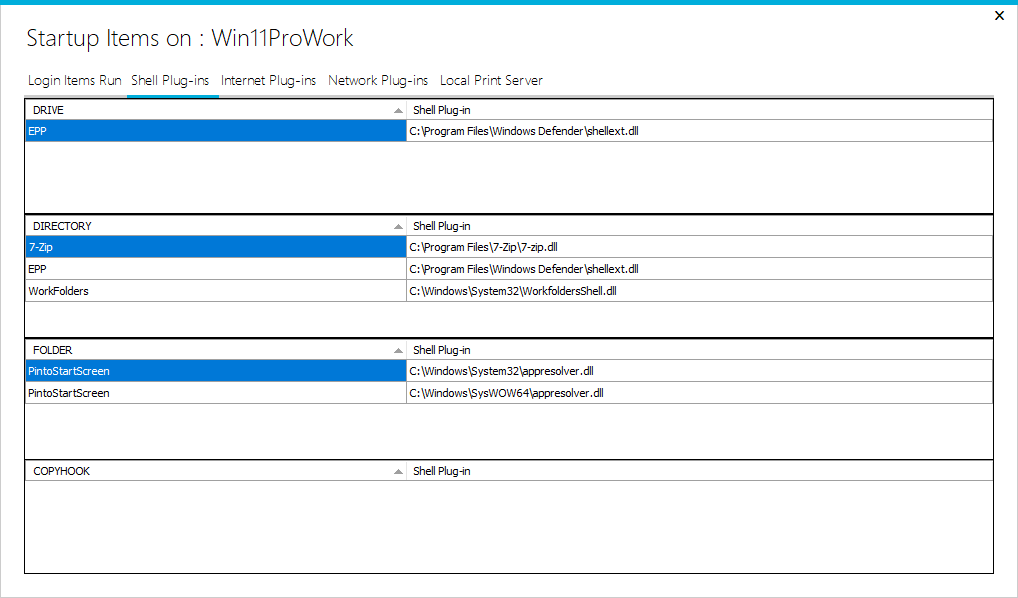 Startup Items on : Win11ProWork
Login Items Run Shell Plug-ins Internet Plug-ins Network Plug-ins Local Print Server
DRIVE Shell Plug-in
EPP C:\Program Files\Windows Defender\shellext.dll
DIRECTORY Shell Plug-in
7-Zip C:\Program Files\7-Zip\7-zip.dll
EPP C:\Program Files\Windows Defender\shellext.dll
WorkFolders C:\Windows\System32\WorkfoldersShell.dll
FOLDER Shell Plug-in
PintoStartScreen C:\Windows\System32\appresolver.dll
PintoStartScreen C:\Windows\SysWOW64\appresolver.dll
COPYHOOK Shell Plug-in